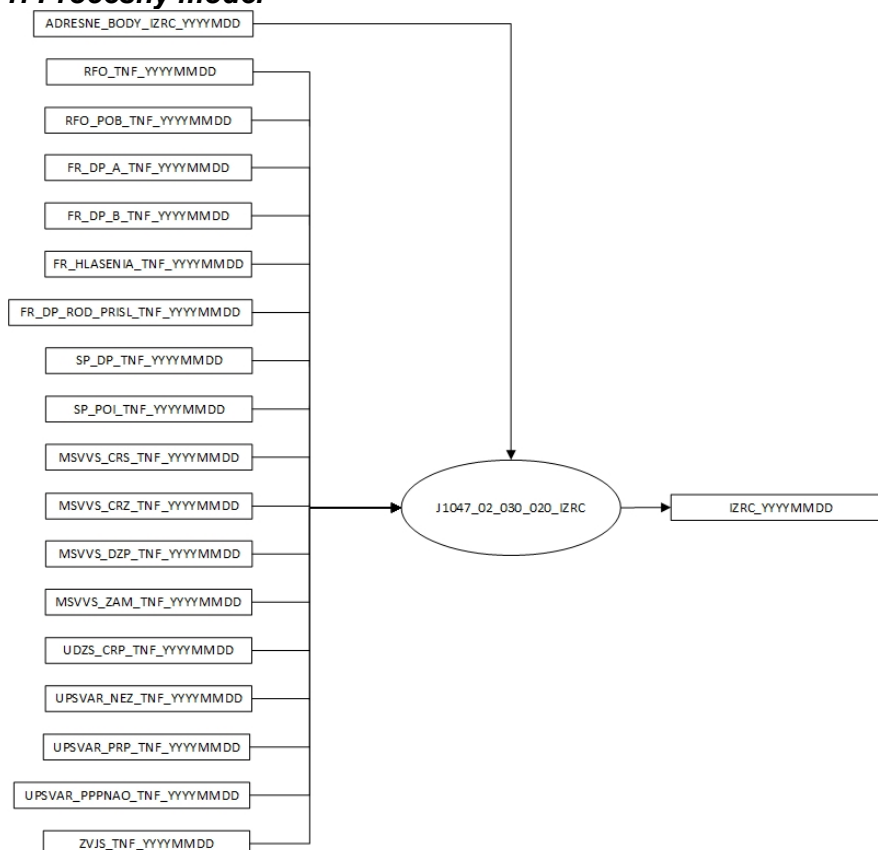 ADRESNE_BODY_IZRC_YYYYMDD
RFO_TNF_YYYYMMDD
RFO_POB_TNF_YYYYMMDD
FR_DP_A_TNF_YYYYMMDD
FR_DP_B_TNF_YYYYMMDD
FR_HLASENIA_TNF_YYYYMMDD
FR_DP_ROD_PRISL_TNF_YYYYMMDD
SP_DP_TNF_YYYYMMDD
SP_POI_TNF_YYYYMMDD
MSVVS_CRS_TNF_YYYYMMDD
MSVVS_CRZ_TNF_YYYYMMDD
J1047_02_030_020_IZRC
IZRC_YYYYMMDD
MSVVS_DZP_TNF_YYYYMMDD
MSVVS_ZAM_TNF_YYYYMMDD
UDZS_CRP_TNF_YYYYMMDD
UPSVAR_NEZ_TNF_YYYYMMDD
UPSVAR_PRP_TNF_YYYYMMDD
UPSVAR_PPPNAO_TNF_YYYYMMDD
ZVJS_TNF_YYYYMMDD